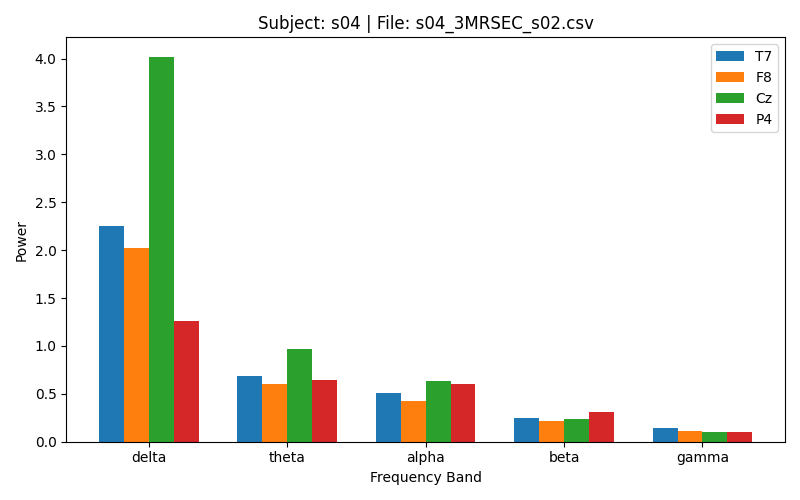 Subject: s04 | File: s04_3MRSEC_s02.csv
T7
F8
Cz
P4
4.0
3.5
3.0
2.5
2.0
1.5
1.0
0.5
0.0
Power
delta theta alpha beta gamma
Frequency Band